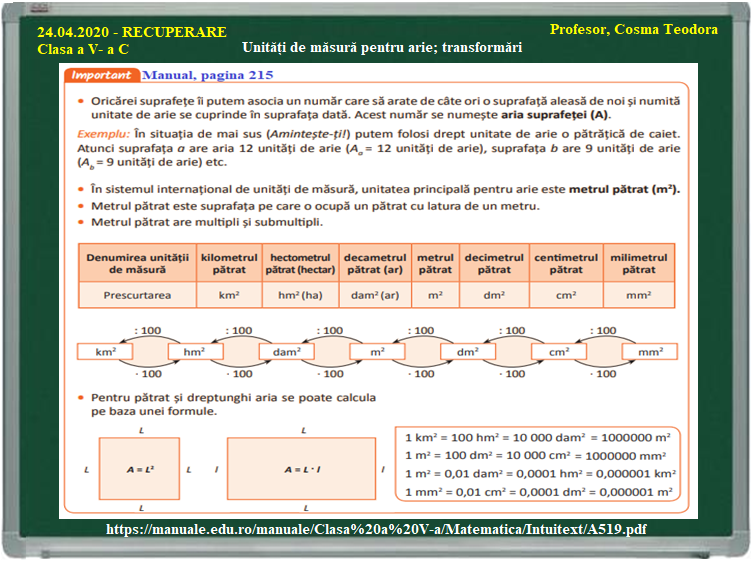 24.04.2020 - RECUPERARE
Profesor, Cosma Teodora
Clasa a V- a C
Unități de măsură pentru arie; transformări
Important Manual, pagina 215
• Oricărei suprafețe îi putem asocia un număr care să arate de câte ori o suprafață aleasă de noi și numită
unitate de arie se cuprinde în suprafața dată. Acest număr se numește aria suprafeței (A).
Exemplu: În situația de mai sus (Amintește-ți!) putem folosi drept unitate de arie o pătrățică de caiet.
Atunci suprafața a are aria 12 unități de arie (Aₐ = 12 unități de arie), suprafața b are 9 unități de arie
(A_b = 9 unități de arie) etc.
• În sistemul internațional de unități de măsură, unitatea principală pentru arie este metrul pătrat (m²).
• Metrul pătrat este suprafața pe care o ocupă un pătrat cu latura de un metru.
• Metrul pătrat are multipli și submultipli.
Denumirea unității de măsură kilometrul pătrat hectometrul pătrat (hectar) decametrul pătrat (ar) metrul pătrat decimetrul pătrat centimetrul pătrat milimetrul pătrat
Prescurtarea km² hm² (ha) dam² (ar) m² dm² cm² mm²
: 100 : 100 : 100 : 100 : 100 : 100
km² hm² dam² m² dm² cm² mm²
· 100 · 100 · 100 · 100 · 100 · 100
• Pentru pătrat și dreptunghi aria se poate calcula
pe baza unei formule.
L L
L A = L² L l A = L · l l
L L
1 km² = 100 hm² = 10 000 dam² = 1000000 m²
1 m² = 100 dm² = 10 000 cm² = 1000000 mm²
1 m² = 0,01 dam² = 0,0001 hm² = 0,000001 km²
1 mm² = 0,01 cm² = 0,0001 dm² = 0,000001 m²
https://manuale.edu.ro/manuale/Clasa%20a%20V-a/Matematica/Intuitext/A519.pdf